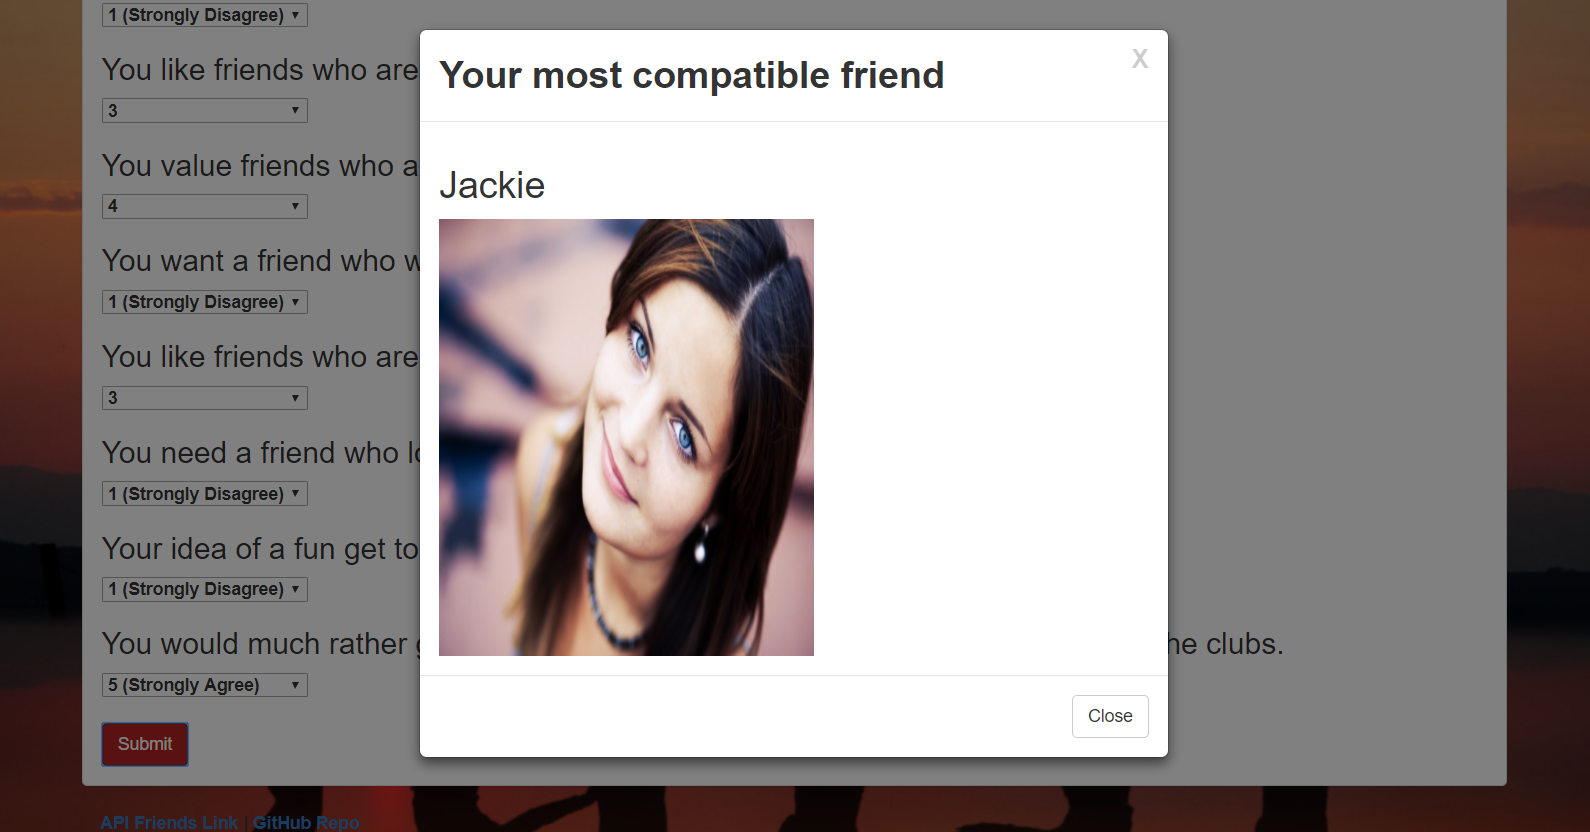 1 (Strongly Disagree)
You like friends who are
3
You value friends who a
4
You want a friend who w
1 (Strongly Disagree)
You like friends who are
3
You need a friend who lo
1 (Strongly Disagree)
Your idea of a fun get to
1 (Strongly Disagree)
You would much rather g
he clubs.
5 (Strongly Agree)
Submit
API Friends Link | GitHub Repo
Your most compatible friend
X
Jackie
Close